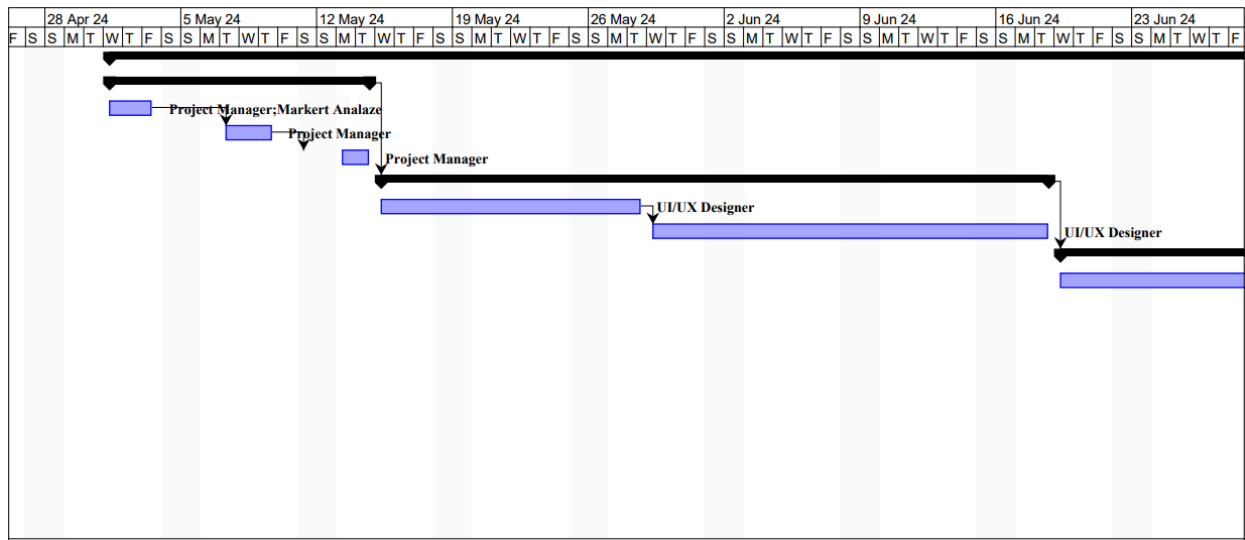 28 Apr 24 5 May 24 12 May 24 19 May 24 26 May 24 2 Jun 24 9 Jun 24 16 Jun 24 23 Jun 24
F S S M T W T F S S M T W T F S S M T W T F S S M T W T F S S M T W T F S S M T W T F S S M T W T F S S M T W T F S S M T W T F
Project Manager;Markert Analaze
Project Manager
Project Manager
UI/UX Designer
UI/UX Designer